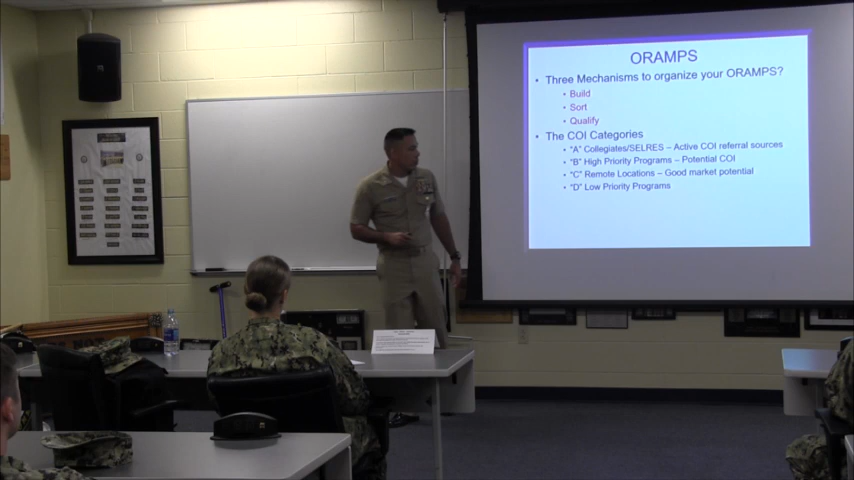 ORAMPS
• Three Mechanisms to organize your ORAMPS?
• Build
• Sort
• Qualify
• The COI Categories
• "A" Collegiates/SELRES – Active COI referral sources
• "B" High Priority Programs – Potential COI
• "C" Remote Locations – Good market potential
• "D" Low Priority Programs